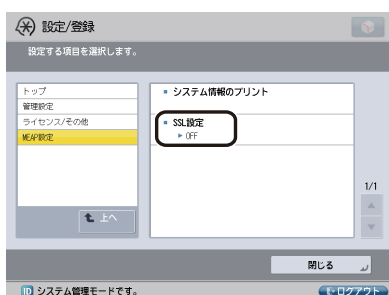 設定/登録
設定する項目を選択します。
トップ
管理設定
ライセンス/その他
MEAP設定
上へ
システム情報のプリント
SSL設定
OFF
1/1
閉じる
ID システム管理モードです。
ログアウト